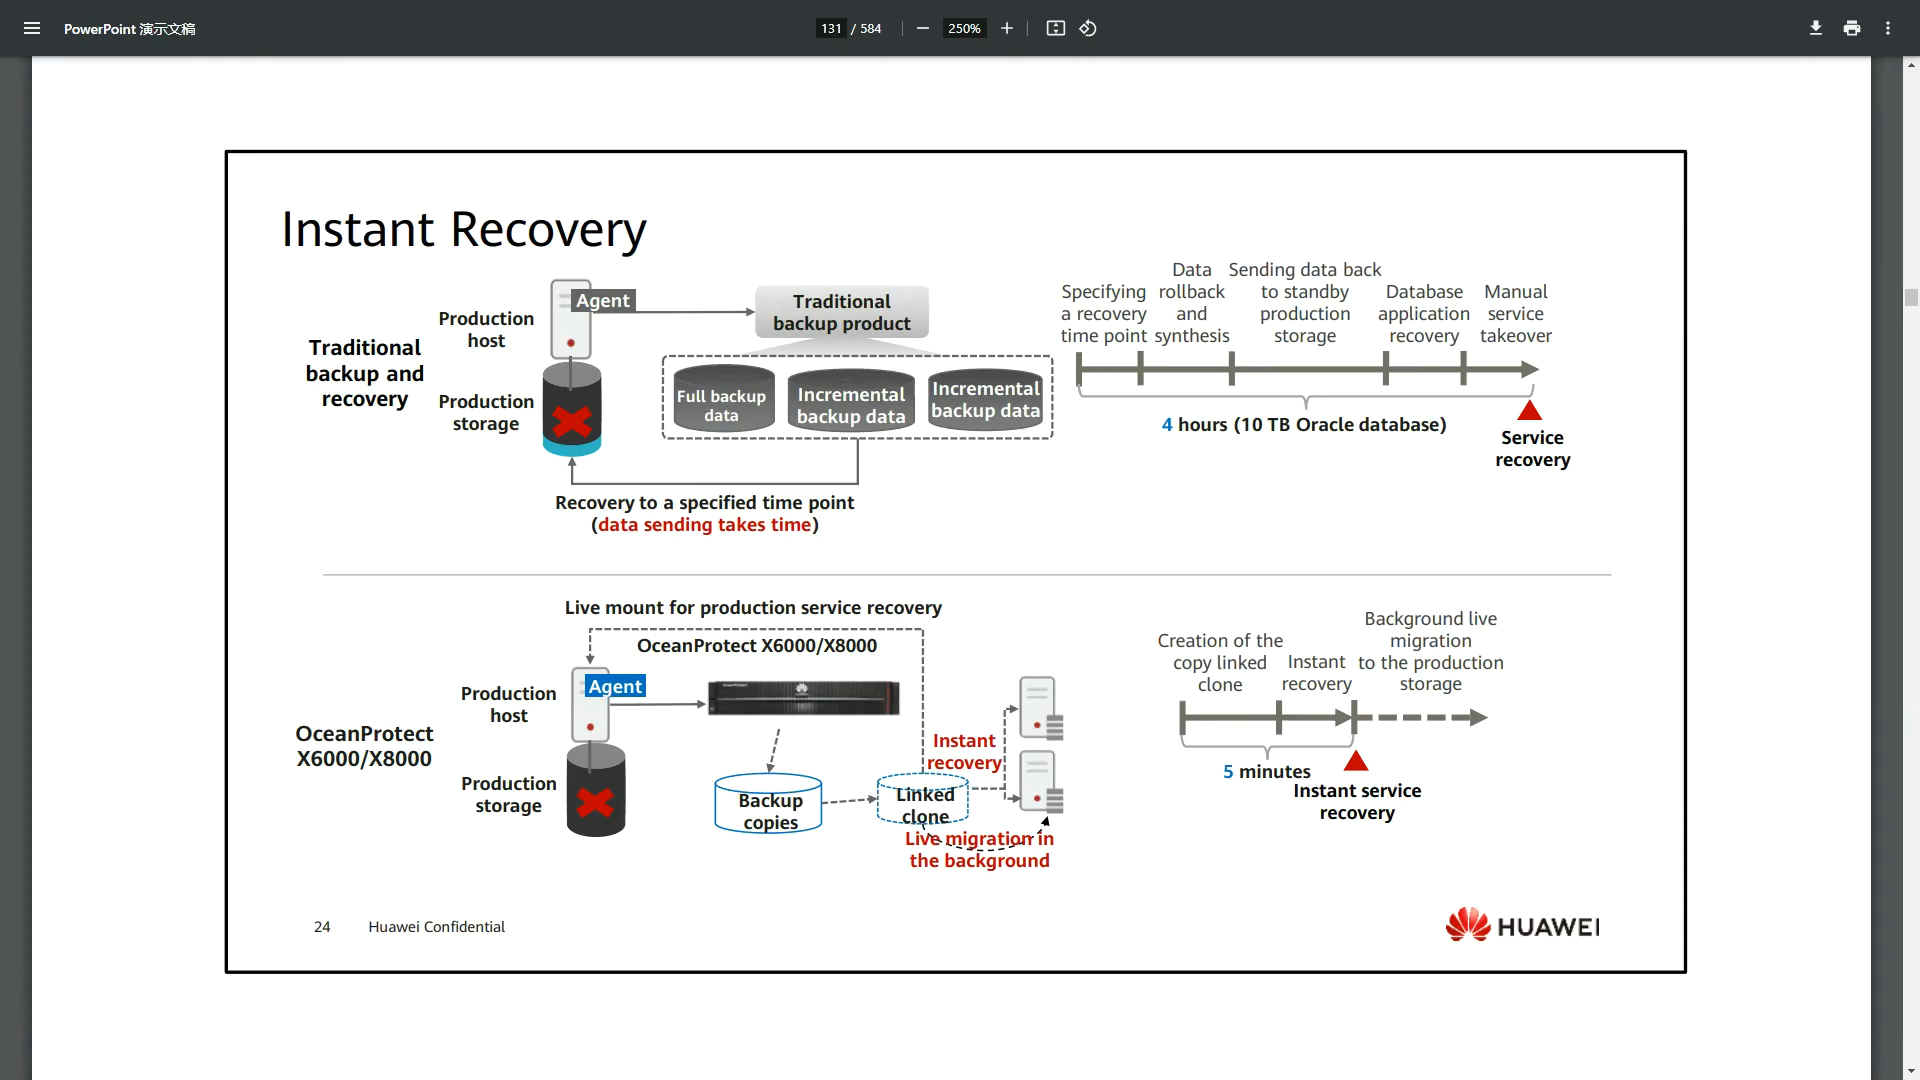 PowerPoint 演示文稿
131 / 584
250%
Instant Recovery
Traditional
backup and
recovery
Production
host
Agent
Production
storage
Traditional
backup product
Full backup
data
Incremental
backup data
Incremental
backup data
Recovery to a specified time point
(data sending takes time)
Specifying
a recovery
time point
Data
rollback
and
synthesis
Sending data back
to standby
production
storage
Database
application
recovery
Manual
service
takeover
4 hours (10 TB Oracle database)
Service
recovery
Live mount for production service recovery
OceanProtect X6000/X8000
OceanProtect
X6000/X8000
Production
host
Agent
Production
storage
Backup
copies
Linked
clone
Instant
recovery
Live migration in
the background
Creation of the
copy linked
clone
Instant
recovery
Background live
migration
to the production
storage
5 minutes
Instant service
recovery
24
Huawei Confidential
HUAWEI